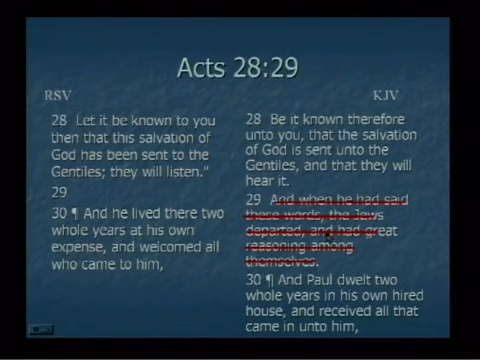 Acts 28:29
RSV
28 Let it be known to you
then that this salvation of
God has been sent to the
Gentiles; they will listen."
29
30 ¶ And he lived there two
whole years at his own
expense, and welcomed all
who came to him,
KJV
28 Be it known therefore
unto you, that the salvation
of God is sent unto the
Gentiles, and that they will
hear it.
29 And when he had said
these words, the Jews
departed, and had great
reasoning among
themselves.
30 ¶ And Paul dwelt two
whole years in his own hired
house, and received all that
came in unto him,